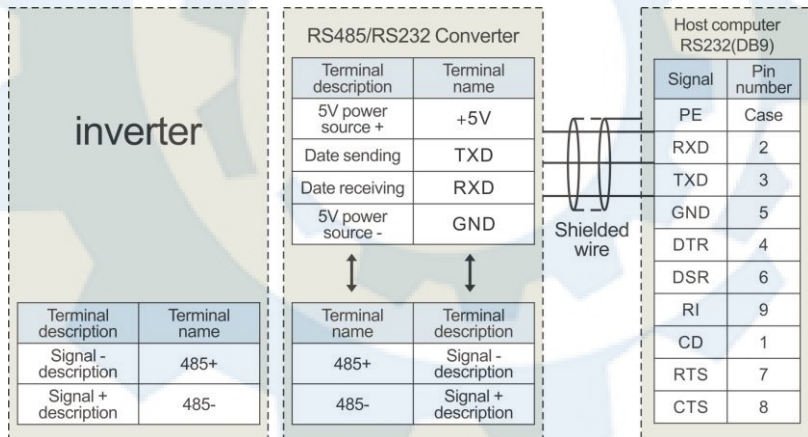 inverter
Terminal description Terminal name
Signal - description 485+
Signal + description 485-
RS485/RS232 Converter
Terminal description Terminal name
5V power source + +5V
Date sending TXD
Date receiving RXD
5V power source - GND
Terminal name Terminal description
485+ Signal - description
485- Signal + description
Shielded
wire
Host computer
RS232(DB9)
Signal Pin number
PE Case
RXD 2
TXD 3
GND 5
DTR 4
DSR 6
RI 9
CD 1
RTS 7
CTS 8